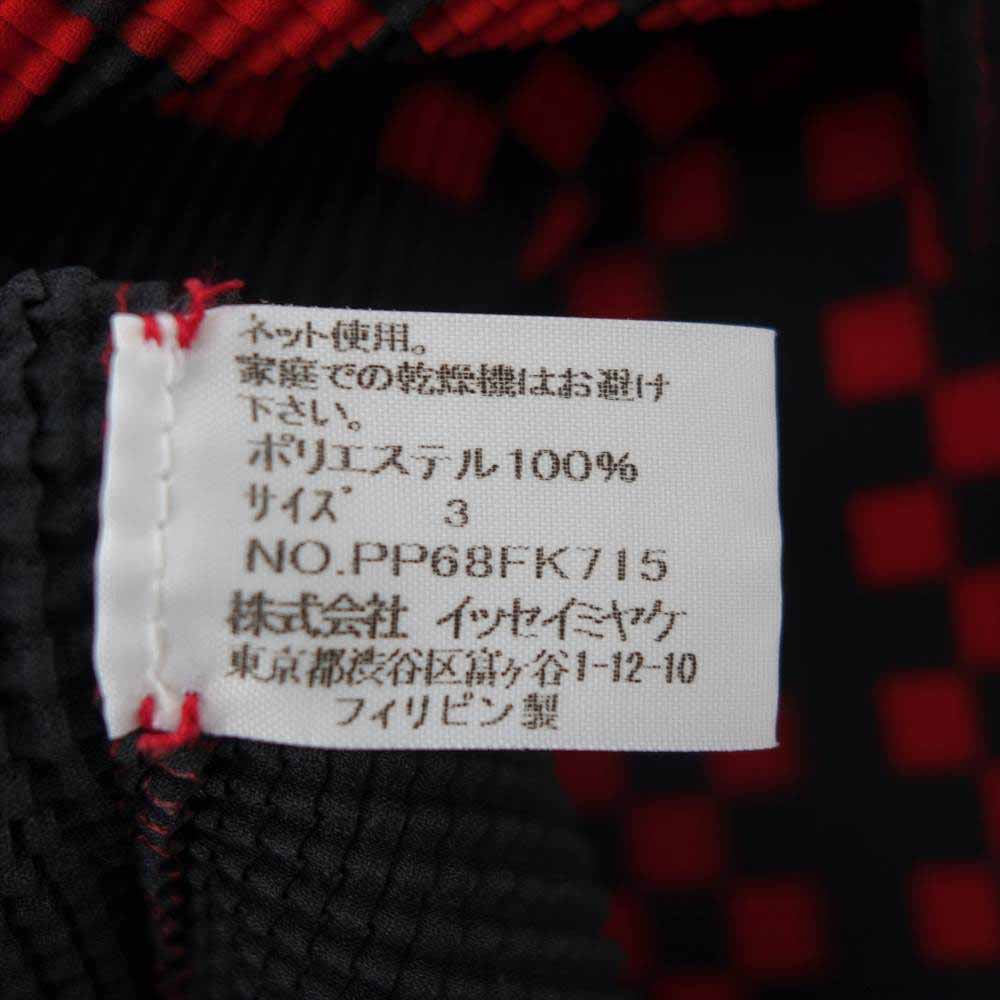 ネット使用。
家庭での乾燥機はお避け
下さい。
ポリエステル100%
サイズ 3
NO.PP68FK715
株式会社 イッセイミヤケ
東京都渋谷区富ヶ谷1-12-10
フィリピン製